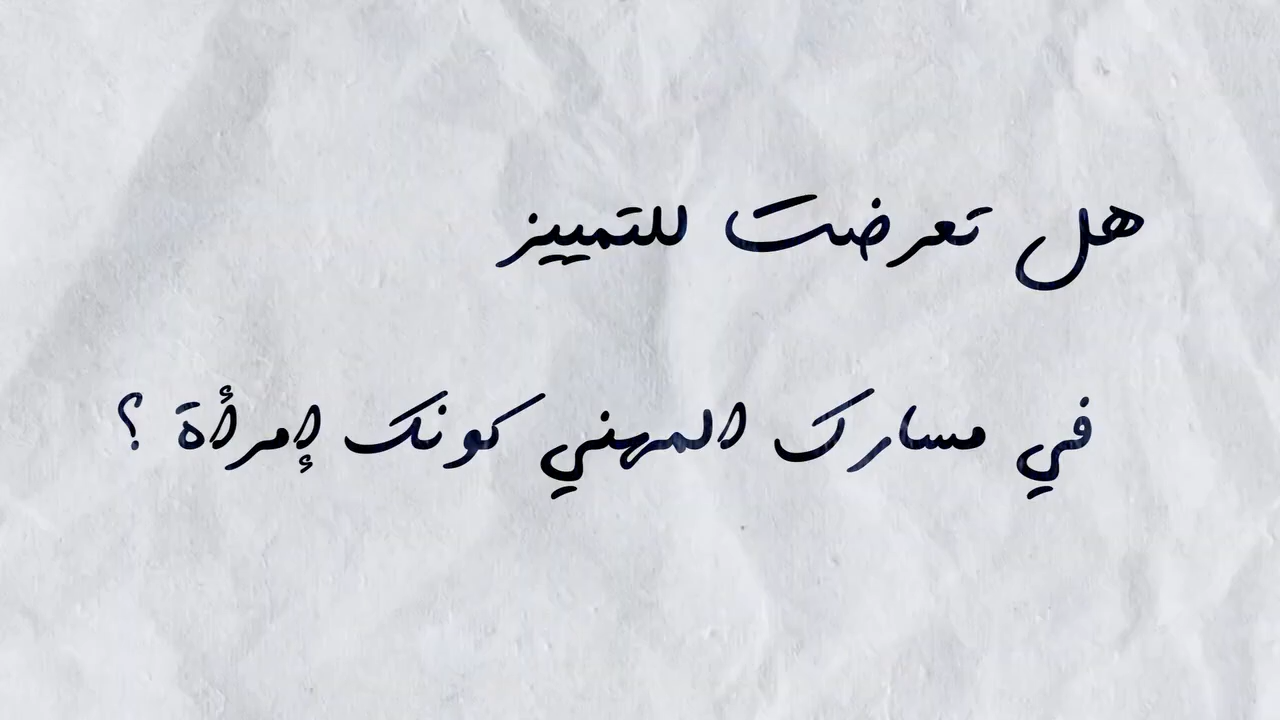 هل تعرضت للتمييز
في مسارك المهني كونك إمرأة ؟